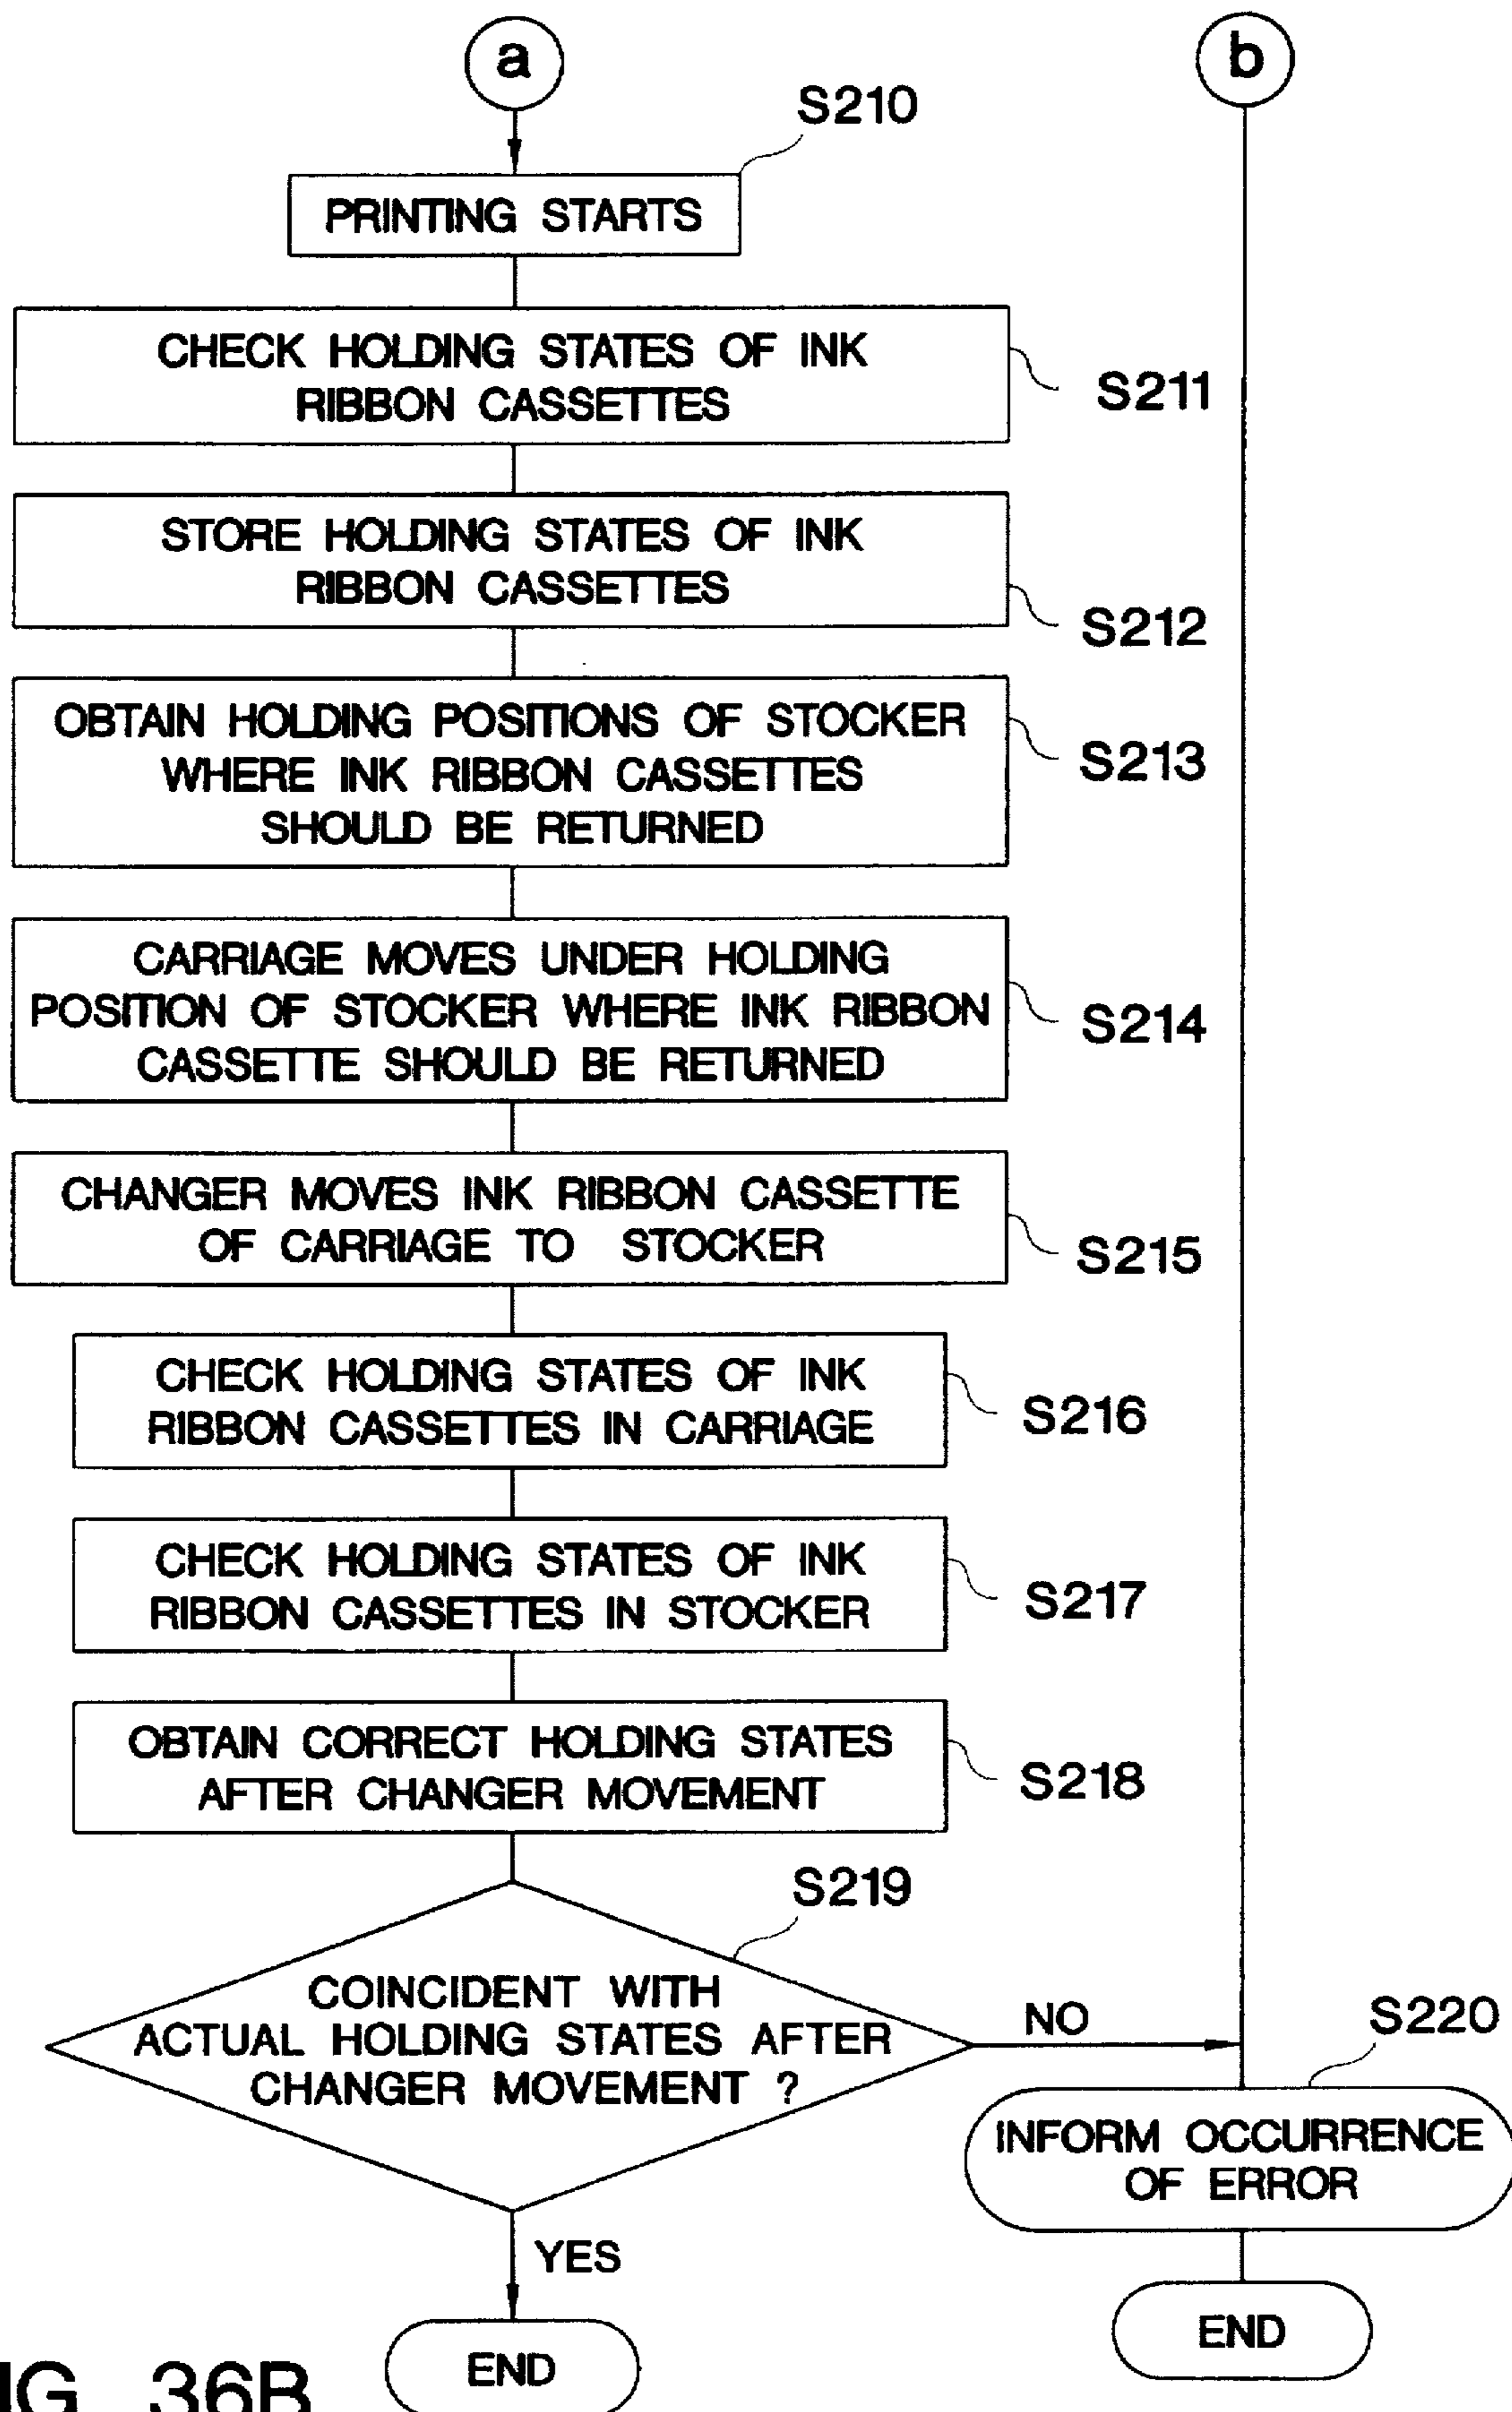 a
b
S210
PRINTING STARTS
CHECK HOLDING STATES OF INK
RIBBON CASSETTES
S211
STORE HOLDING STATES OF INK
RIBBON CASSETTES
S212
OBTAIN HOLDING POSITIONS OF STOCKER
WHERE INK RIBBON CASSETTES
SHOULD BE RETURNED
S213
CARRIAGE MOVES UNDER HOLDING
POSITION OF STOCKER WHERE INK RIBBON
CASSETTE SHOULD BE RETURNED
S214
CHANGER MOVES INK RIBBON CASSETTE
OF CARRIAGE TO STOCKER
S215
CHECK HOLDING STATES OF INK
RIBBON CASSETTES IN CARRIAGE
S216
CHECK HOLDING STATES OF INK
RIBBON CASSETTES IN STOCKER
S217
OBTAIN CORRECT HOLDING STATES
AFTER CHANGER MOVEMENT
S218
S219
COINCIDENT WITH
ACTUAL HOLDING STATES AFTER
CHANGER MOVEMENT ?
NO
S220
INFORM OCCURRENCE
OF ERROR
YES
END
END
36B